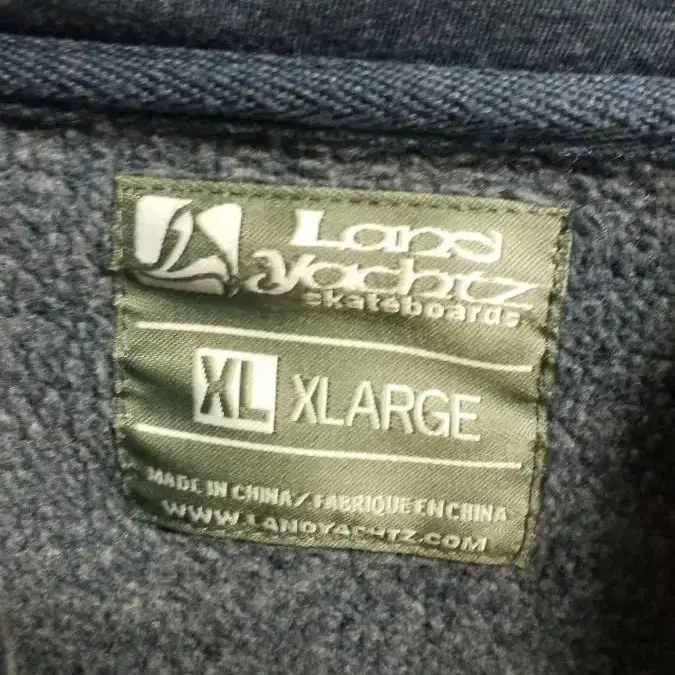 Land
Yachtz
skateboards
XL XLARGE
MADE IN CHINA/FABRIQUE EN CHINA
WWW.LANDYACHTZ.COM